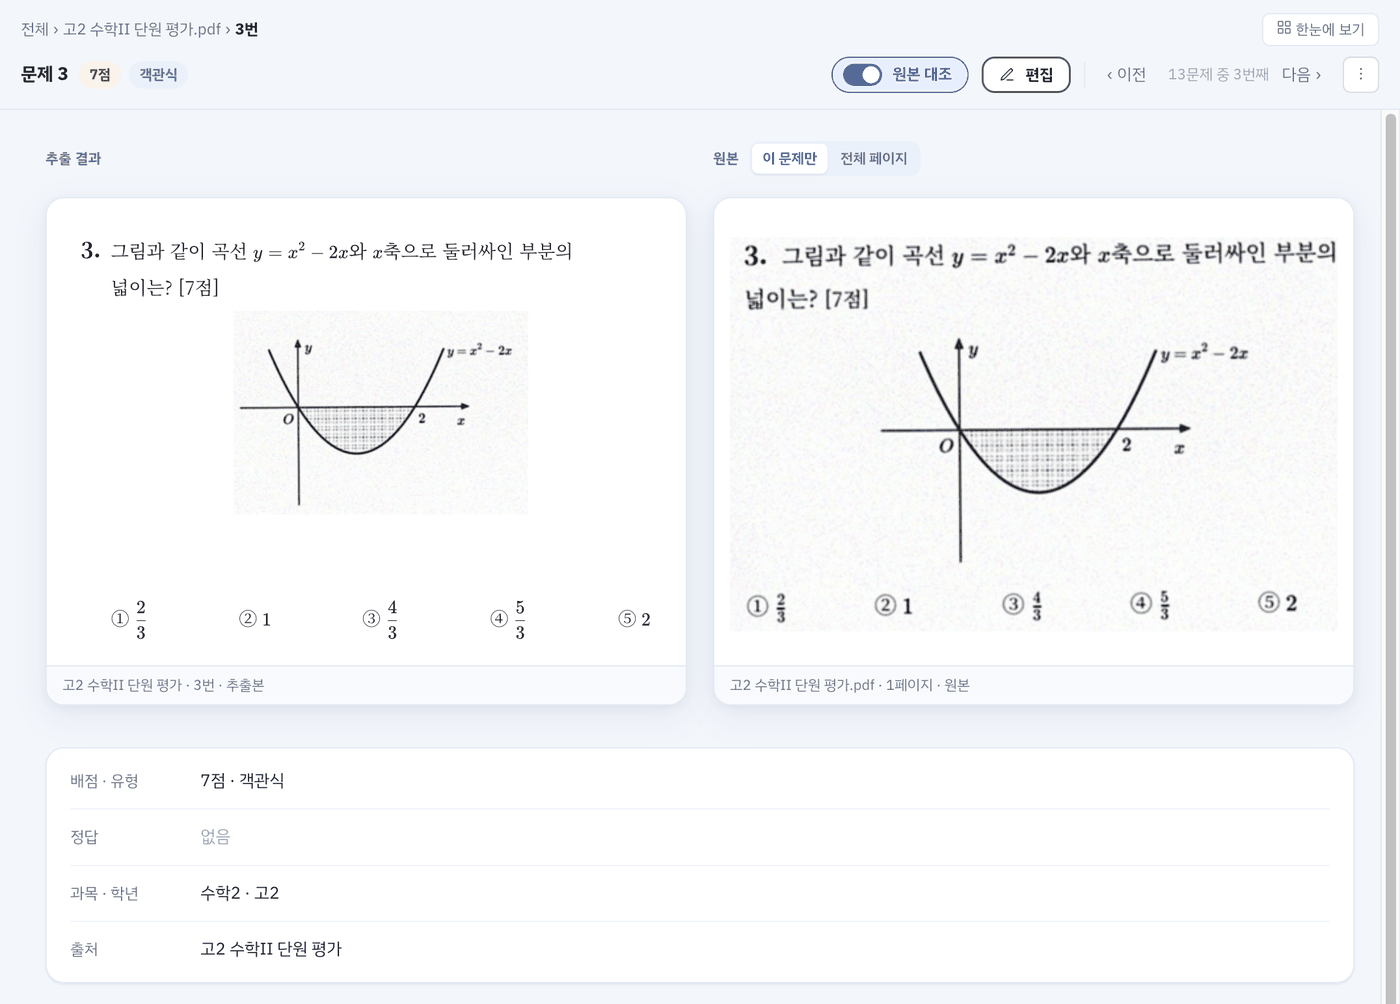 전체 › 고2 수학II 단원 평가.pdf › 3번
한눈에 보기
문제 3 7점 객관식
원본 대조 편집 ‹ 이전 13문제 중 3번째 다음 ›
추출 결과
3. 그림과 같이 곡선 y = x² − 2x와 x축으로 둘러싸인 부분의
넓이는? [7점]
y
y = x² − 2x
O 2 x
① 2/3 ② 1 ③ 4/3 ④ 5/3 ⑤ 2
고2 수학II 단원 평가 · 3번 · 추출본
원본 이 문제만 전체 페이지
3. 그림과 같이 곡선 y = x² − 2x와 x축으로 둘러싸인 부분의
넓이는? [7점]
y
y = x² − 2x
O 2 x
① 2/3 ② 1 ③ 4/3 ④ 5/3 ⑤ 2
고2 수학II 단원 평가.pdf · 1페이지 · 원본
배점 · 유형 7점 · 객관식
정답 없음
과목 · 학년 수학2 · 고2
출처 고2 수학II 단원 평가